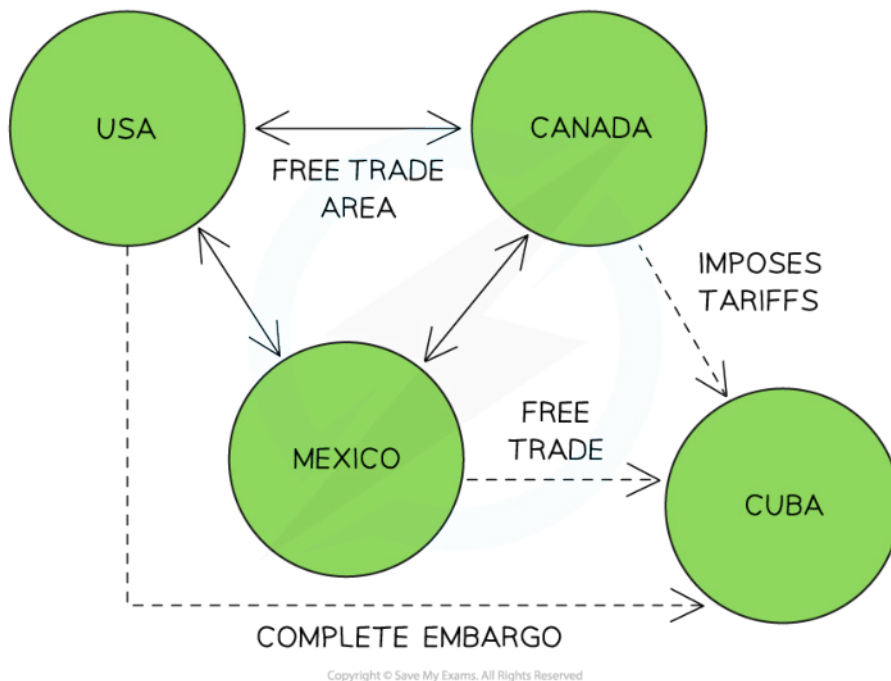 USA
CANADA
FREE TRADE
AREA
IMPOSES
TARIFFS
MEXICO
FREE
TRADE
CUBA
COMPLETE EMBARGO
Copyright © Save My Exams. All Rights Reserved